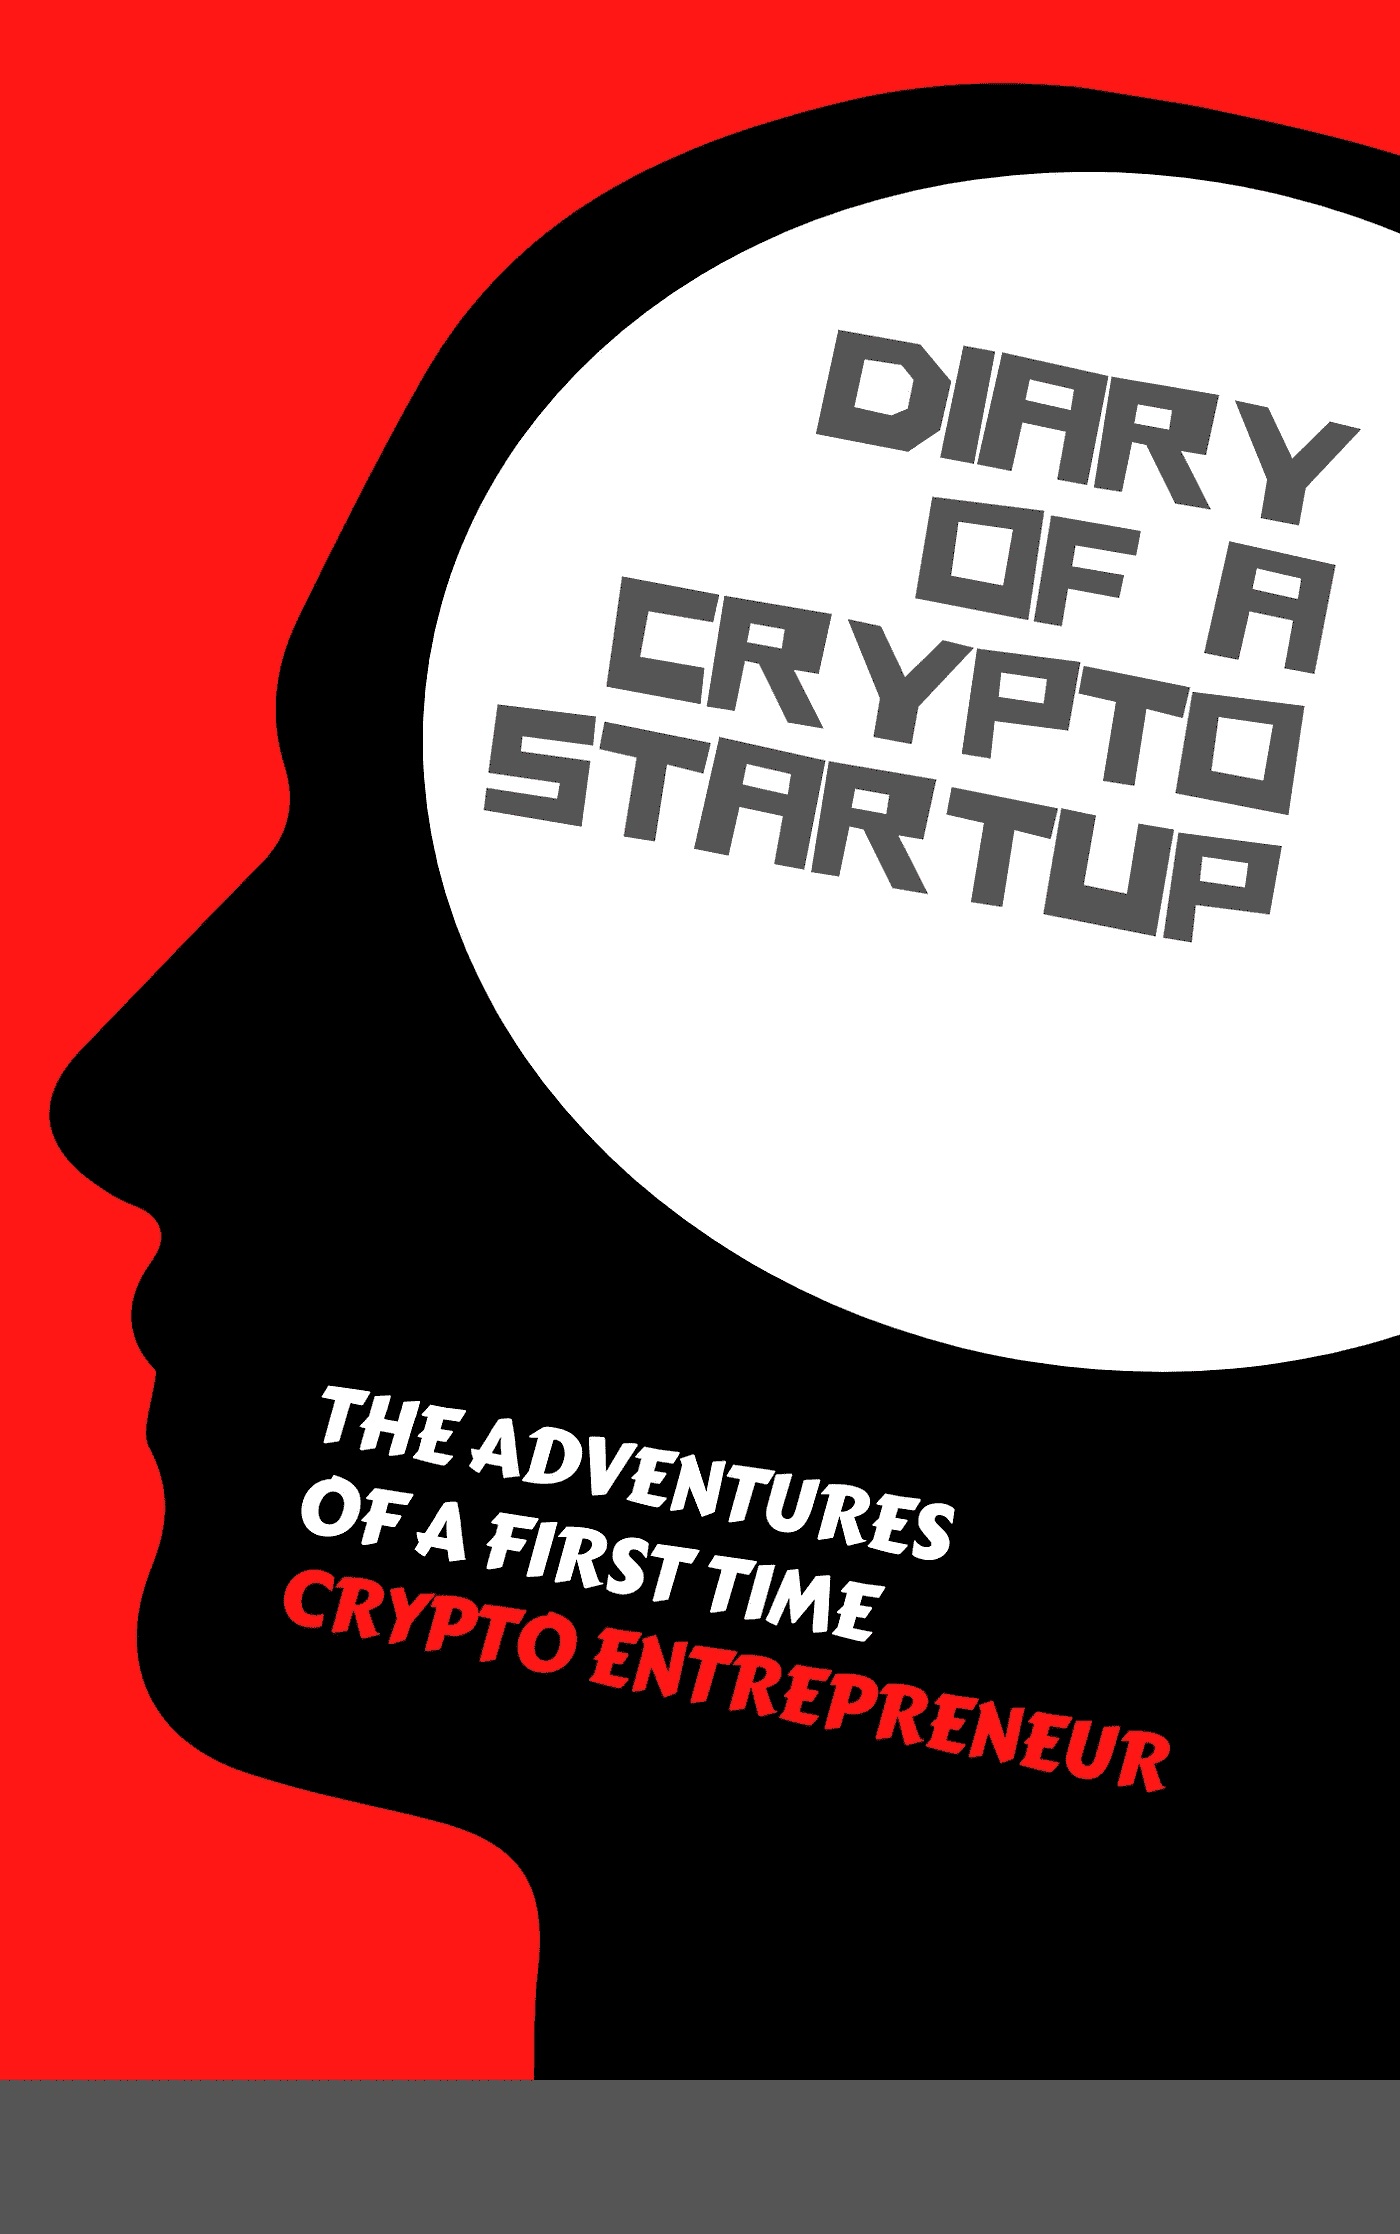 DIARY
OF A
CRYPTO
STARTUP
THE ADVENTURES
OF A FIRST TIME
CRYPTO ENTREPRENEUR